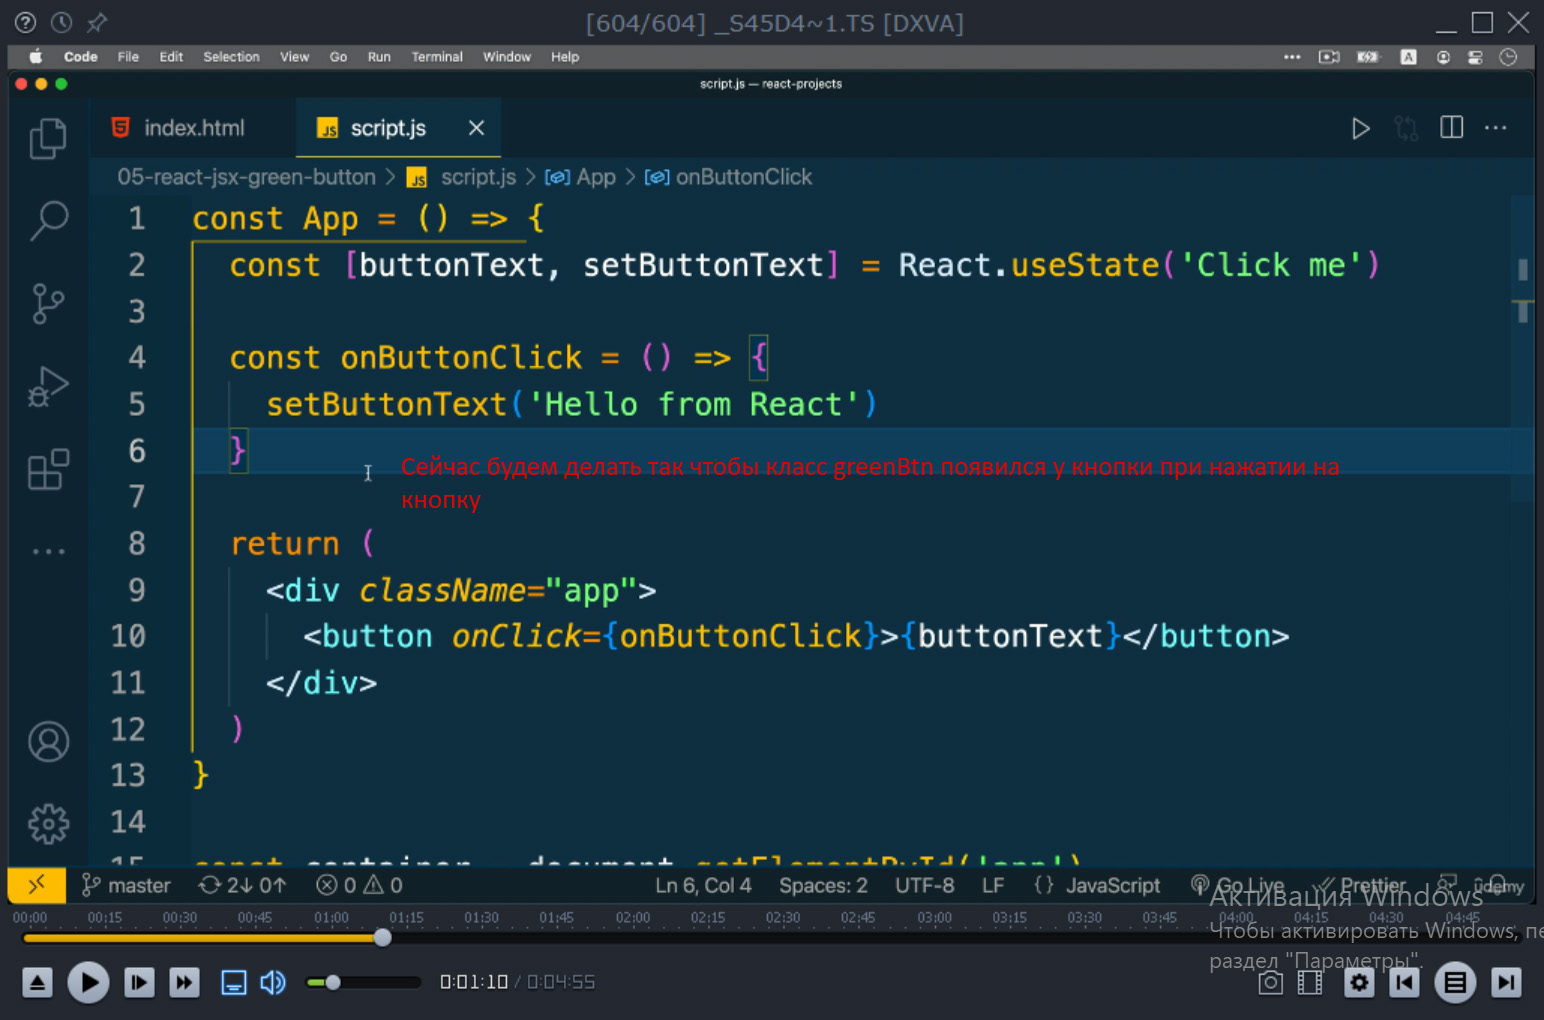 [604/604] _S45D4~1.TS [DXVA]
Code File Edit Selection View Go Run Terminal Window Help
script.js — react-projects
index.html
JS script.js
05-react-jsx-green-button > JS script.js > App > onButtonClick
1 const App = () => {
2 const [buttonText, setButtonText] = React.useState('Click me')
3
4 const onButtonClick = () => {
5 setButtonText('Hello from React')
6 }
Сейчас будем делать так чтобы класс greenBtn появился у кнопки при нажатии на
кнопку
7
8 return (
9 <div className="app">
10 <button onClick={onButtonClick}>{buttonText}</button>
11 </div>
12 )
13 }
14
15 const container = document.getElementById('app')
master 2↓ 0↑ 0 0 Ln 6, Col 4 Spaces: 2 UTF-8 LF {} JavaScript Go Live Prettier
ûdemy
00:00 00:15 00:30 00:45 01:00 01:15 01:30 01:45 02:00 02:15 02:30 02:45 03:00 03:15 03:30 03:45 04:00 04:15 04:30 04:45
Активация Windows
Чтобы активировать Windows, пе
раздел "Параметры".
0:01:10 / 0:04:55